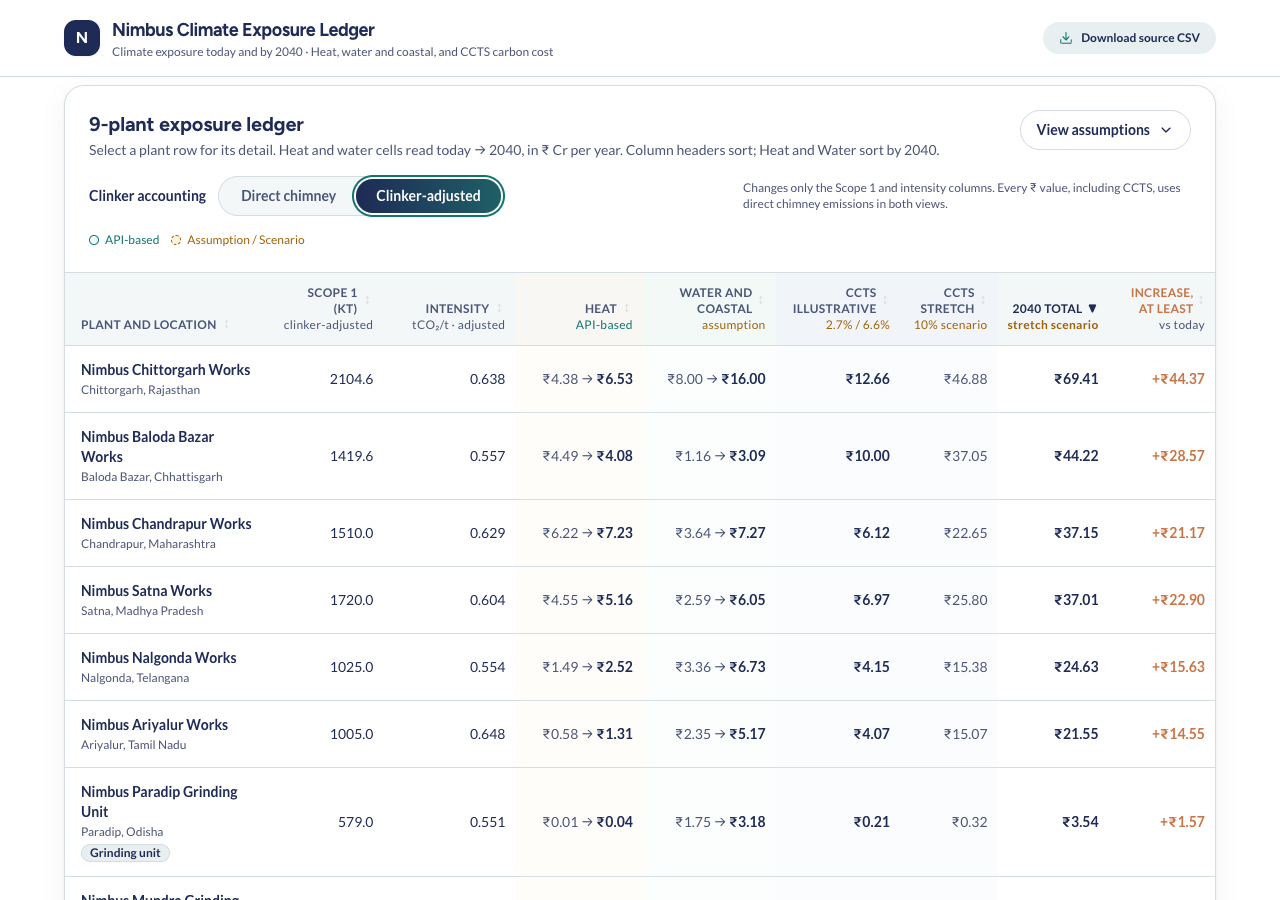 N
Nimbus Climate Exposure Ledger
Climate exposure today and by 2040 · Heat, water and coastal, and CCTS carbon cost
Download source CSV
9-plant exposure ledger
View assumptions
Select a plant row for its detail. Heat and water cells read today → 2040, in ₹ Cr per year. Column headers sort; Heat and Water sort by 2040.
Clinker accounting
Direct chimney
Clinker-adjusted
Changes only the Scope 1 and intensity columns. Every ₹ value, including CCTS, uses
direct chimney emissions in both views.
API-based
Assumption / Scenario
PLANT AND LOCATION
SCOPE 1
(KT)
clinker-adjusted
INTENSITY
tCO₂/t · adjusted
HEAT
API-based
WATER AND
COASTAL
assumption
CCTS
ILLUSTRATIVE
2.7% / 6.6%
CCTS
STRETCH
10% scenario
2040 TOTAL ▼
stretch scenario
INCREASE,
AT LEAST
vs today
Nimbus Chittorgarh Works
Chittorgarh, Rajasthan
2104.6
0.638
₹4.38 → ₹6.53
₹8.00 → ₹16.00
₹12.66
₹46.88
₹69.41
+₹44.37
Nimbus Baloda Bazar
Works
Baloda Bazar, Chhattisgarh
1419.6
0.557
₹4.49 → ₹4.08
₹1.16 → ₹3.09
₹10.00
₹37.05
₹44.22
+₹28.57
Nimbus Chandrapur Works
Chandrapur, Maharashtra
1510.0
0.629
₹6.22 → ₹7.23
₹3.64 → ₹7.27
₹6.12
₹22.65
₹37.15
+₹21.17
Nimbus Satna Works
Satna, Madhya Pradesh
1720.0
0.604
₹4.55 → ₹5.16
₹2.59 → ₹6.05
₹6.97
₹25.80
₹37.01
+₹22.90
Nimbus Nalgonda Works
Nalgonda, Telangana
1025.0
0.554
₹1.49 → ₹2.52
₹3.36 → ₹6.73
₹4.15
₹15.38
₹24.63
+₹15.63
Nimbus Ariyalur Works
Ariyalur, Tamil Nadu
1005.0
0.648
₹0.58 → ₹1.31
₹2.35 → ₹5.17
₹4.07
₹15.07
₹21.55
+₹14.55
Nimbus Paradip Grinding
Unit
Paradip, Odisha
Grinding unit
579.0
0.551
₹0.01 → ₹0.04
₹1.75 → ₹3.18
₹0.21
₹0.32
₹3.54
+₹1.57
Nimbus Mundra Grinding